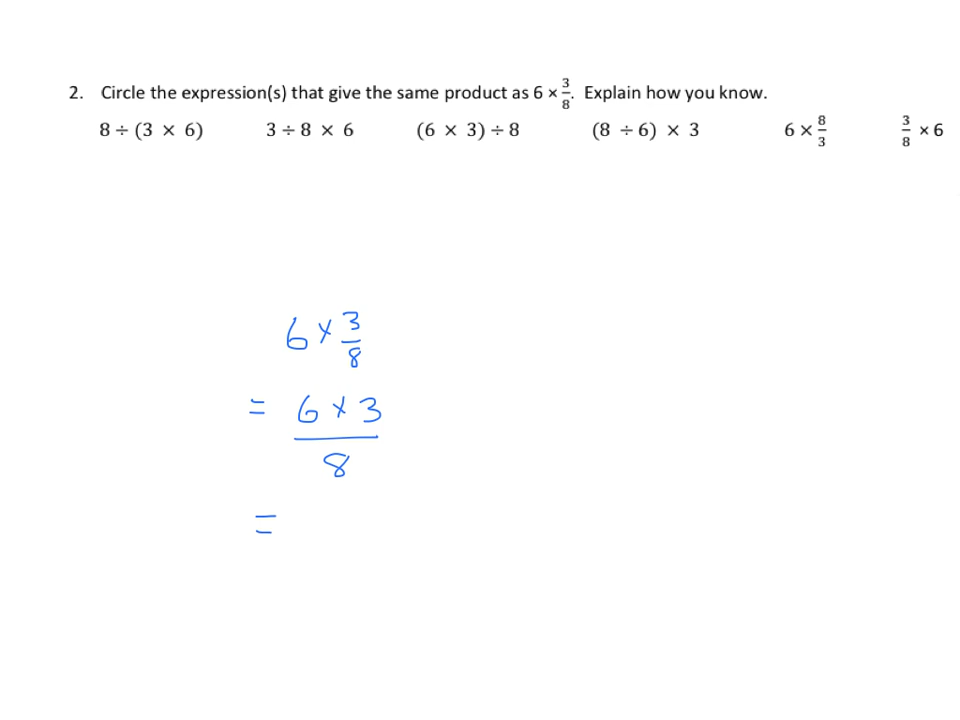 2. Circle the expression(s) that give the same product as 6 × 3/8. Explain how you know.
8 ÷ (3 × 6) 3 ÷ 8 × 6 (6 × 3) ÷ 8 (8 ÷ 6) × 3 6 × 8/3 3/8 × 6
6 × 3/8
= 6 × 3 / 8
=